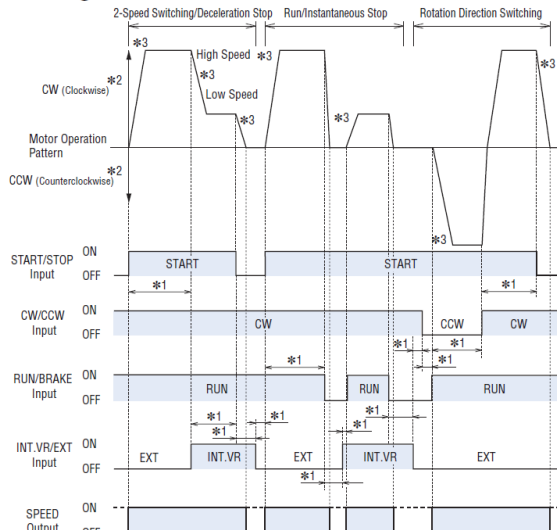 2-Speed Switching/Deceleration Stop Run/Instantaneous Stop Rotation Direction Switching
*3 High Speed *3 *3
*2 *3
CW (Clockwise)
Low Speed
*3 *3
Motor Operation
Pattern
*2
CCW (Counterclockwise)
*3
START/STOP
Input
ON
OFF
START START
*1 *1
CW/CCW
Input
ON
OFF
CW CCW CW
*1 *1
*1 *1
RUN/BRAKE
Input
ON
OFF
RUN RUN RUN
*1 *1 *1
*1
INT.VR/EXT
Input
ON
OFF
EXT INT.VR EXT INT.VR EXT
*1
SPEED
Output
ON
OFF